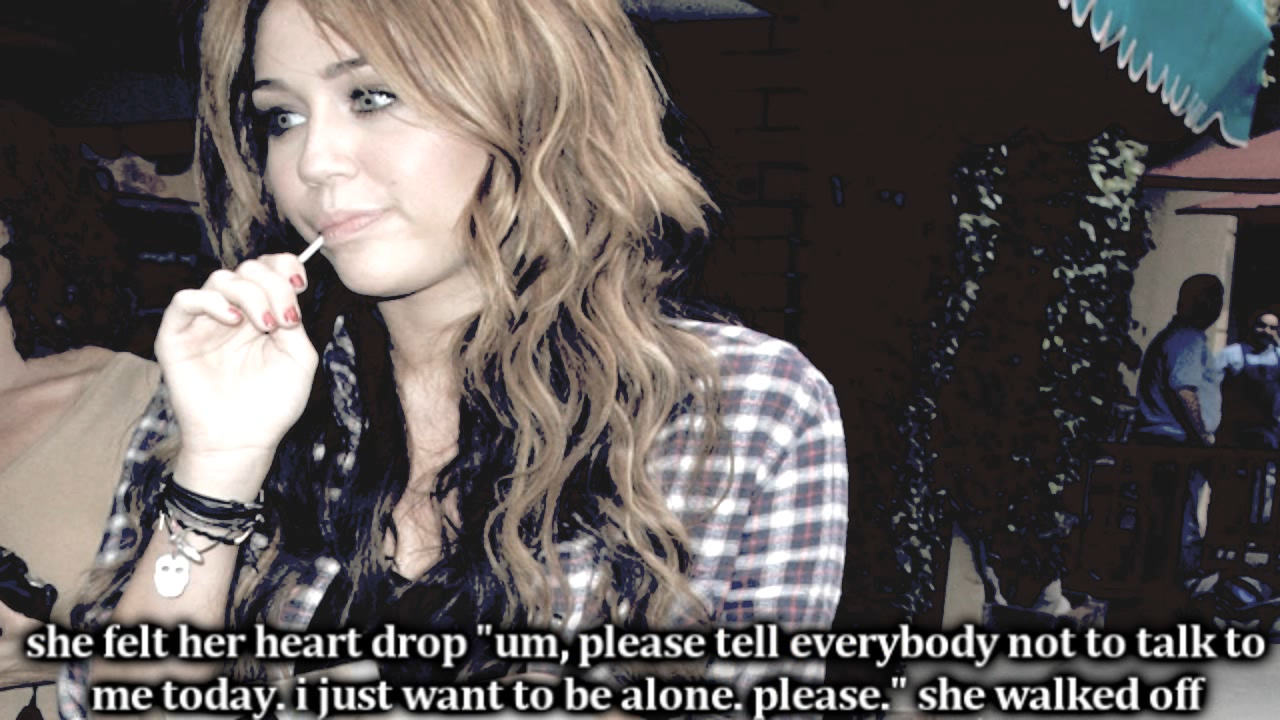 she felt her heart drop "um, please tell everybody not to talk to
me today. i just want to be alone. please." she walked off